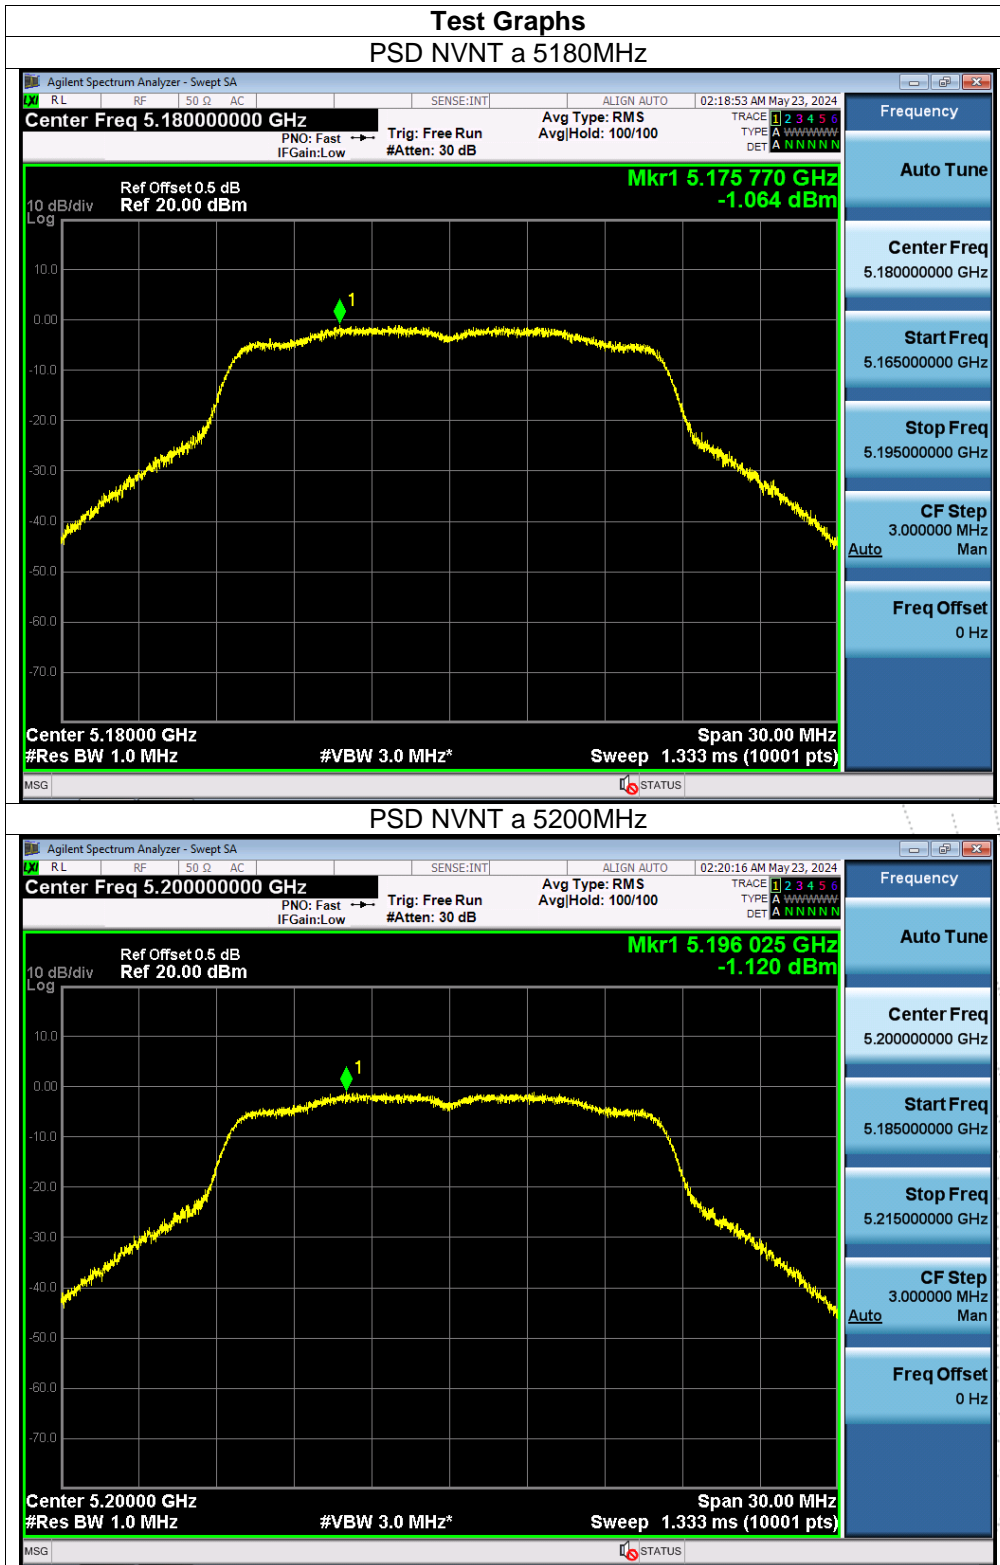 Test Graphs
PSD NVNT a 5180MHz
Agilent Spectrum Analyzer - Swept SA
LXI RL RF 50 Ω AC SENSE:INT ALIGN AUTO 02:18:53 AM May 23, 2024
Center Freq 5.180000000 GHz
PNO: Fast
IFGain:Low
Trig: Free Run
#Atten: 30 dB
Avg Type: RMS
Avg|Hold: 100/100
TRACE 1 2 3 4 5 6
TYPE A WWWWW
DET A N N N N N
Frequency
Auto Tune
Center Freq
5.180000000 GHz
Start Freq
5.165000000 GHz
Stop Freq
5.195000000 GHz
CF Step
3.000000 MHz
Auto Man
Freq Offset
0 Hz
Mkr1 5.175 770 GHz
-1.064 dBm
Ref Offset 0.5 dB
10 dB/div Ref 20.00 dBm
Log
1
10.0
0.00
-10.0
-20.0
-30.0
-40.0
-50.0
-60.0
-70.0
Center 5.18000 GHz Span 30.00 MHz
#Res BW 1.0 MHz #VBW 3.0 MHz* Sweep 1.333 ms (10001 pts)
MSG STATUS
PSD NVNT a 5200MHz
Agilent Spectrum Analyzer - Swept SA
LXI RL RF 50 Ω AC SENSE:INT ALIGN AUTO 02:20:16 AM May 23, 2024
Center Freq 5.200000000 GHz
PNO: Fast
IFGain:Low
Trig: Free Run
#Atten: 30 dB
Avg Type: RMS
Avg|Hold: 100/100
TRACE 1 2 3 4 5 6
TYPE A WWWWW
DET A N N N N N
Frequency
Auto Tune
Center Freq
5.200000000 GHz
Start Freq
5.185000000 GHz
Stop Freq
5.215000000 GHz
CF Step
3.000000 MHz
Auto Man
Freq Offset
0 Hz
Mkr1 5.196 025 GHz
-1.120 dBm
Ref Offset 0.5 dB
10 dB/div Ref 20.00 dBm
Log
1
10.0
0.00
-10.0
-20.0
-30.0
-40.0
-50.0
-60.0
-70.0
Center 5.20000 GHz Span 30.00 MHz
#Res BW 1.0 MHz #VBW 3.0 MHz* Sweep 1.333 ms (10001 pts)
MSG STATUS